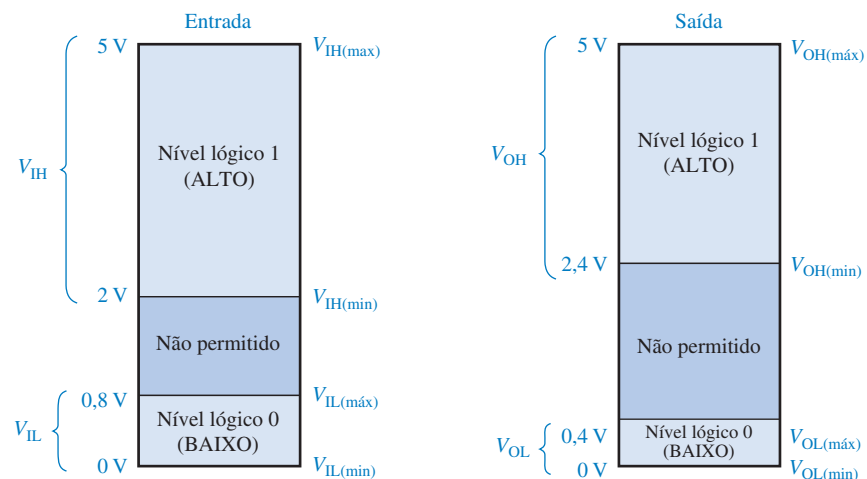 Entrada
5 V
V_IH(max)
V_IH
Nível lógico 1
(ALTO)
2 V
V_IH(min)
Não permitido
0,8 V
V_IL(máx)
V_IL
Nível lógico 0
(BAIXO)
0 V
V_IL(min)
Saída
5 V
V_OH(máx)
V_OH
Nível lógico 1
(ALTO)
2,4 V
V_OH(min)
Não permitido
V_OL
0,4 V
Nível lógico 0
(BAIXO)
V_OL(máx)
0 V
V_OL(min)